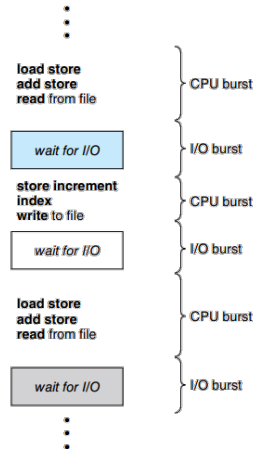 load store
add store
read from file
CPU burst
wait for I/O
I/O burst
store increment
index
write to file
CPU burst
wait for I/O
I/O burst
load store
add store
read from file
CPU burst
wait for I/O
I/O burst